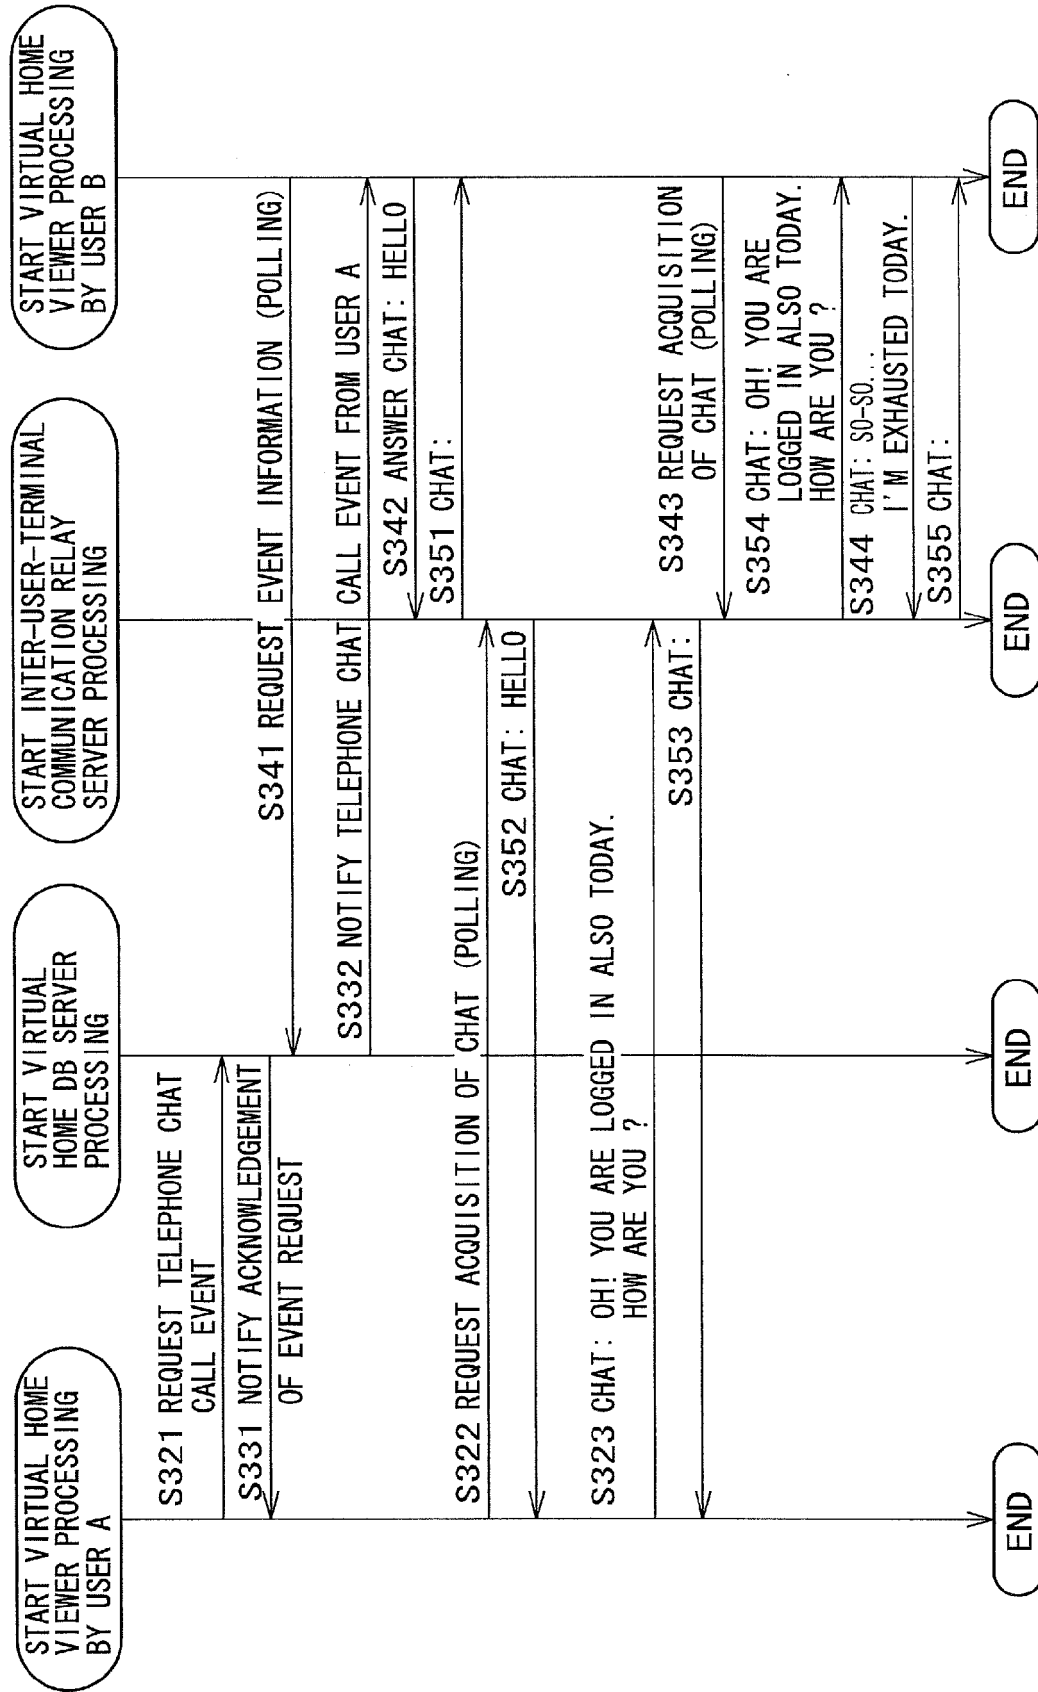 START VIRTUAL HOME
VIEWER PROCESSING
BY USER A
START VIRTUAL
HOME DB SERVER
PROCESSING
START INTER-USER-TERMINAL
COMMUNICATION RELAY
SERVER PROCESSING
START VIRTUAL HOME
VIEWER PROCESSING
BY USER B
S321 REQUEST TELEPHONE CHAT
CALL EVENT
S331 NOTIFY ACKNOWLEDGEMENT
OF EVENT REQUEST
S341 REQUEST EVENT INFORMATION (POLLING)
S332 NOTIFY TELEPHONE CHAT CALL EVENT FROM USER A
S342 ANSWER CHAT: HELLO
S351 CHAT:
S322 REQUEST ACQUISITION OF CHAT (POLLING)
S352 CHAT: HELLO
S323 CHAT: OH! YOU ARE LOGGED IN ALSO TODAY.
HOW ARE YOU ?
S353 CHAT:
S343 REQUEST ACQUISITION
OF CHAT (POLLING)
S354 CHAT: OH! YOU ARE
LOGGED IN ALSO TODAY.
HOW ARE YOU ?
S344 CHAT: SO-SO...
I'M EXHAUSTED TODAY.
S355 CHAT:
END
END
END
END